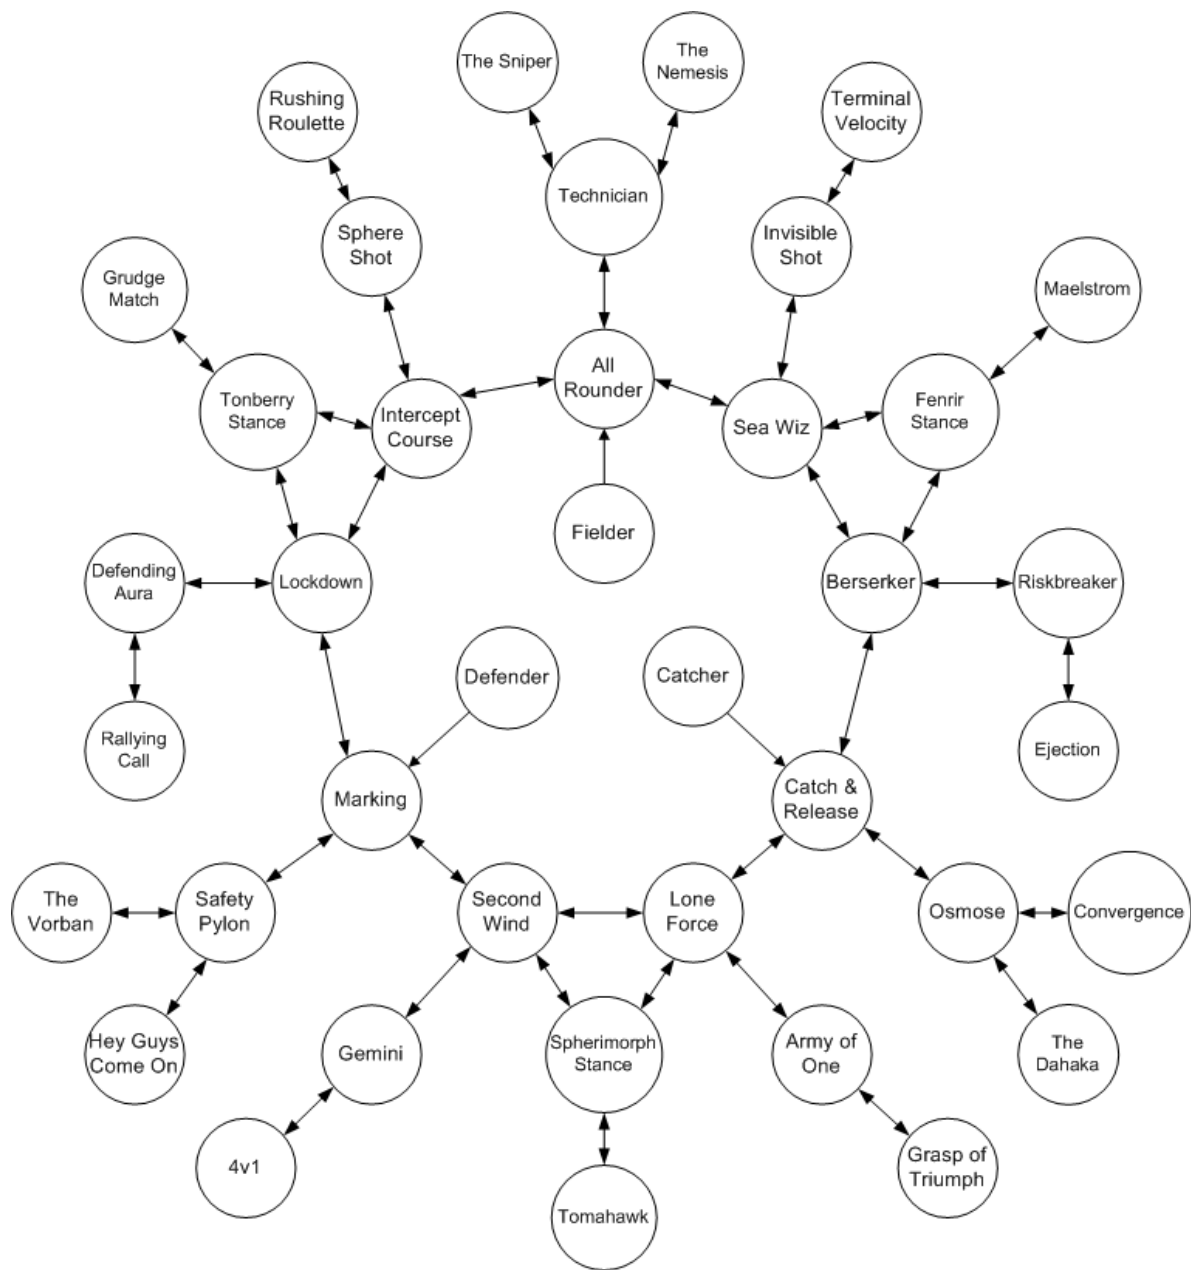 The Sniper
The
Nemesis
Rushing
Roulette
Terminal
Velocity
Technician
Sphere
Shot
Invisible
Shot
Grudge
Match
Maelstrom
All
Rounder
Tonberry
Stance
Intercept
Course
Sea Wiz
Fenrir
Stance
Fielder
Defending
Aura
Lockdown
Berserker
Riskbreaker
Defender
Catcher
Rallying
Call
Ejection
Marking
Catch &
Release
The
Vorban
Safety
Pylon
Second
Wind
Lone
Force
Osmose
Convergence
Hey Guys
Come On
Gemini
Spherimorph
Stance
Army of
One
The
Dahaka
4v1
Tomahawk
Grasp of
Triumph